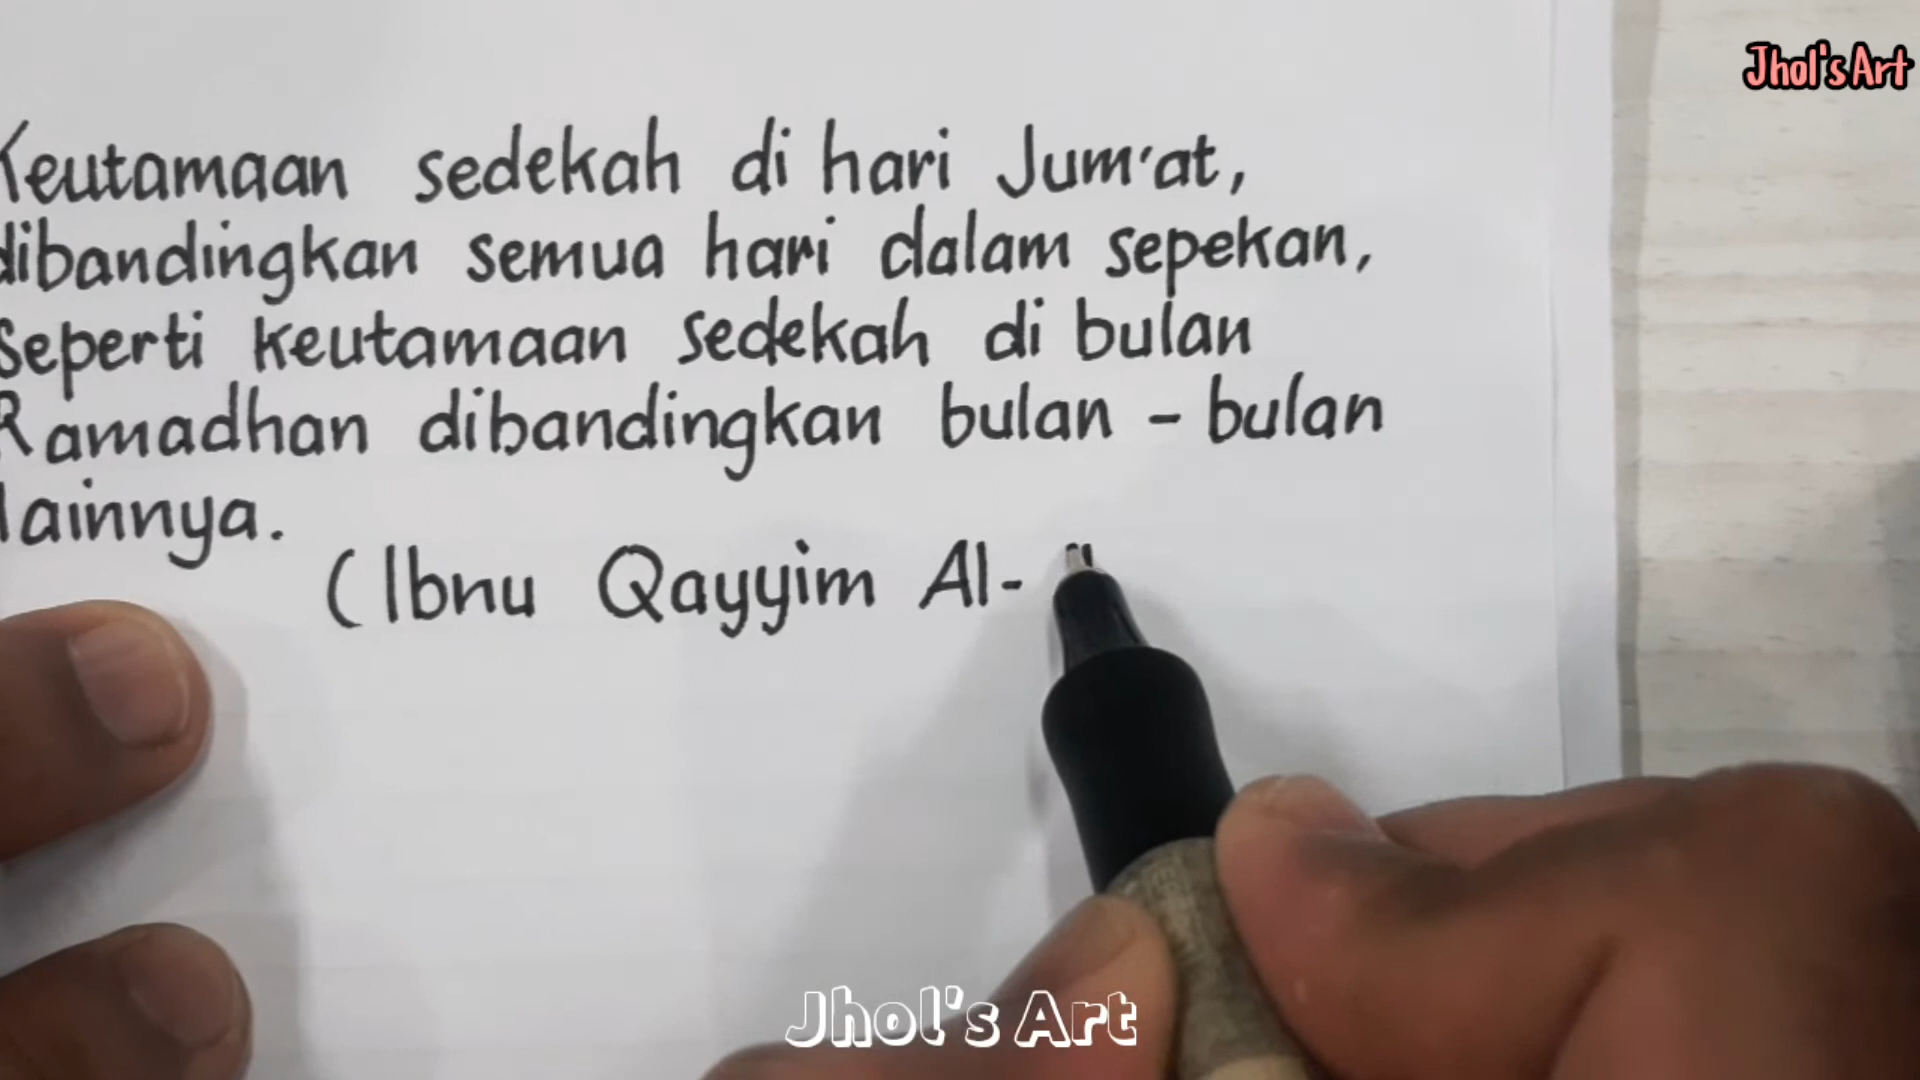 Jhol's Art
Keutamaan sedekah di hari Jum'at,
dibandingkan semua hari dalam sepekan,
Seperti keutamaan sedekah di bulan
Ramadhan dibandingkan bulan - bulan
lainnya.
(Ibnu Qayyim Al-
Jhol's Art